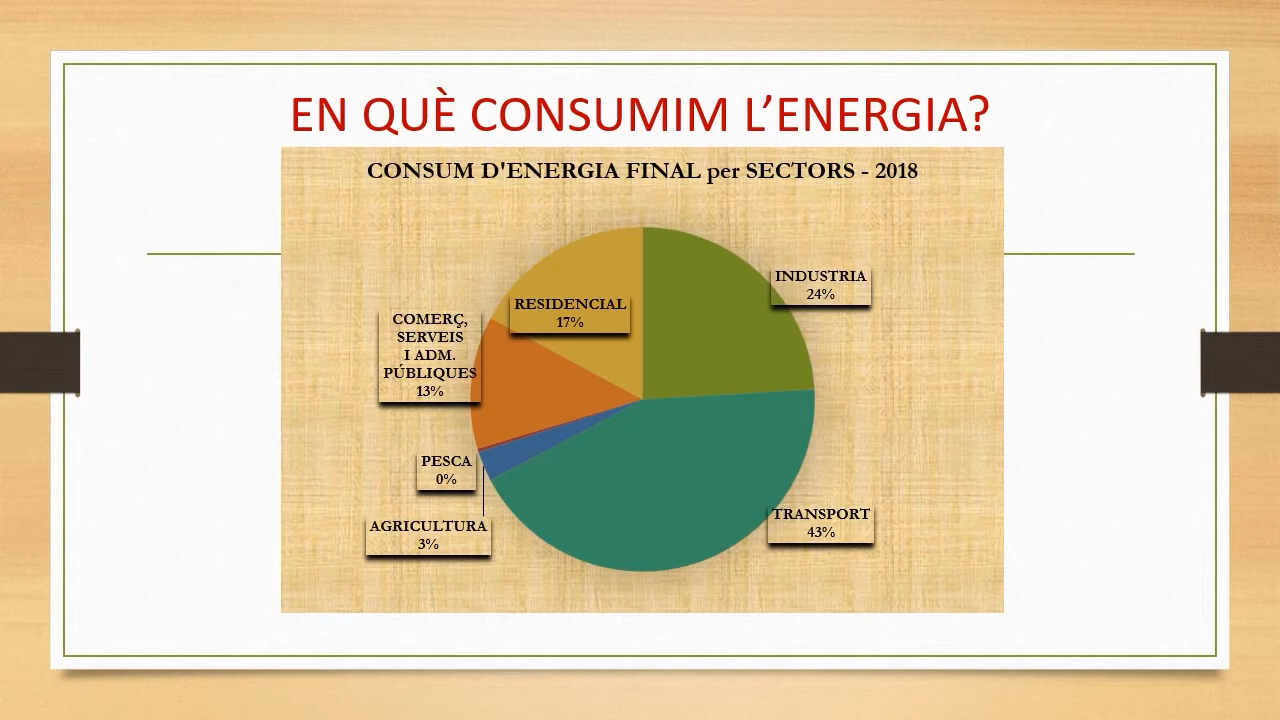 EN QUÈ CONSUMIM L’ENERGIA?
CONSUM D'ENERGIA FINAL per SECTORS - 2018
INDUSTRIA
24%
RESIDENCIAL
17%
COMERÇ,
SERVEIS
I ADM.
PÚBLIQUES
13%
PESCA
0%
AGRICULTURA
3%
TRANSPORT
43%